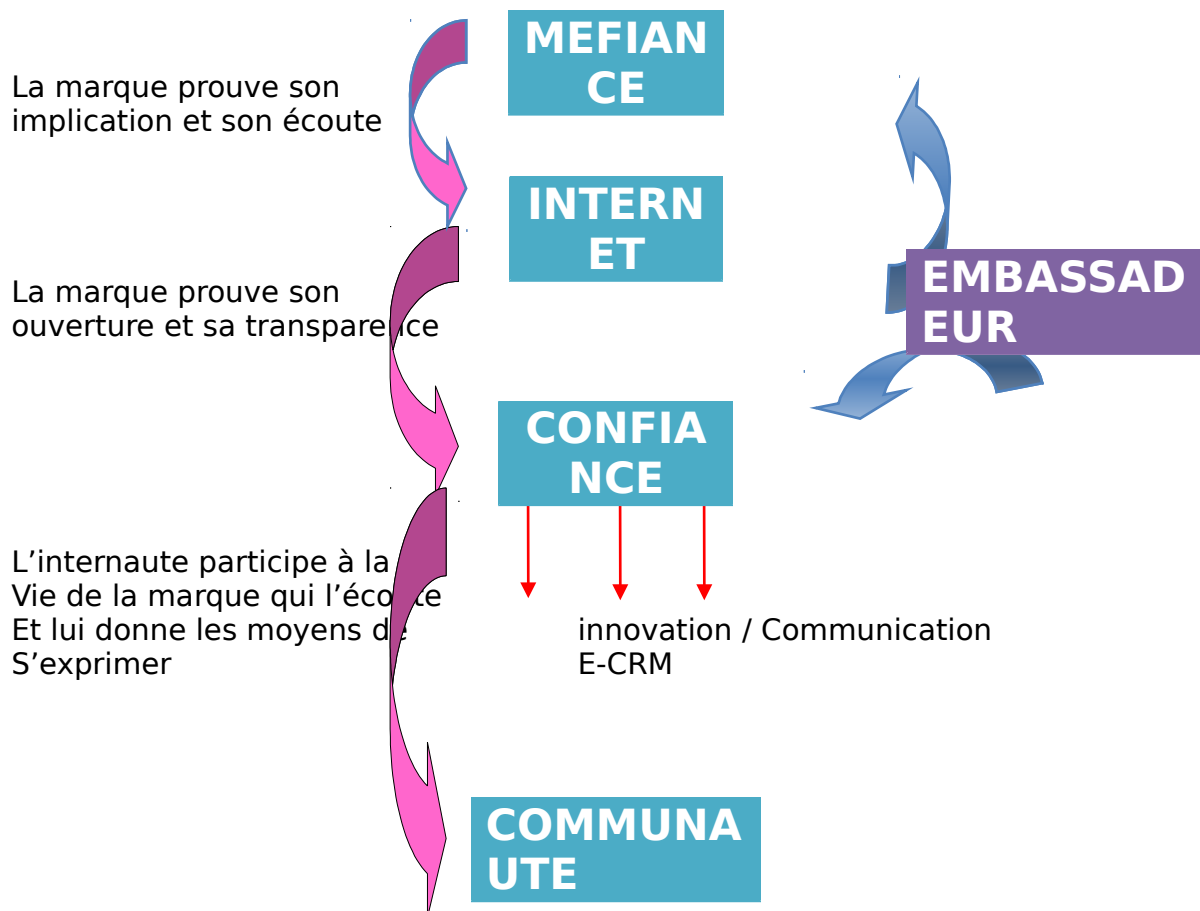 MEFIAN
CE
La marque prouve son
implication et son écoute
INTERN
ET
EMBASSAD
EUR
La marque prouve son
ouverture et sa transparence
CONFIA
NCE
L’internaute participe à la
Vie de la marque qui l’écoute
Et lui donne les moyens de
S’exprimer
innovation / Communication
E-CRM
COMMUNA
UTE